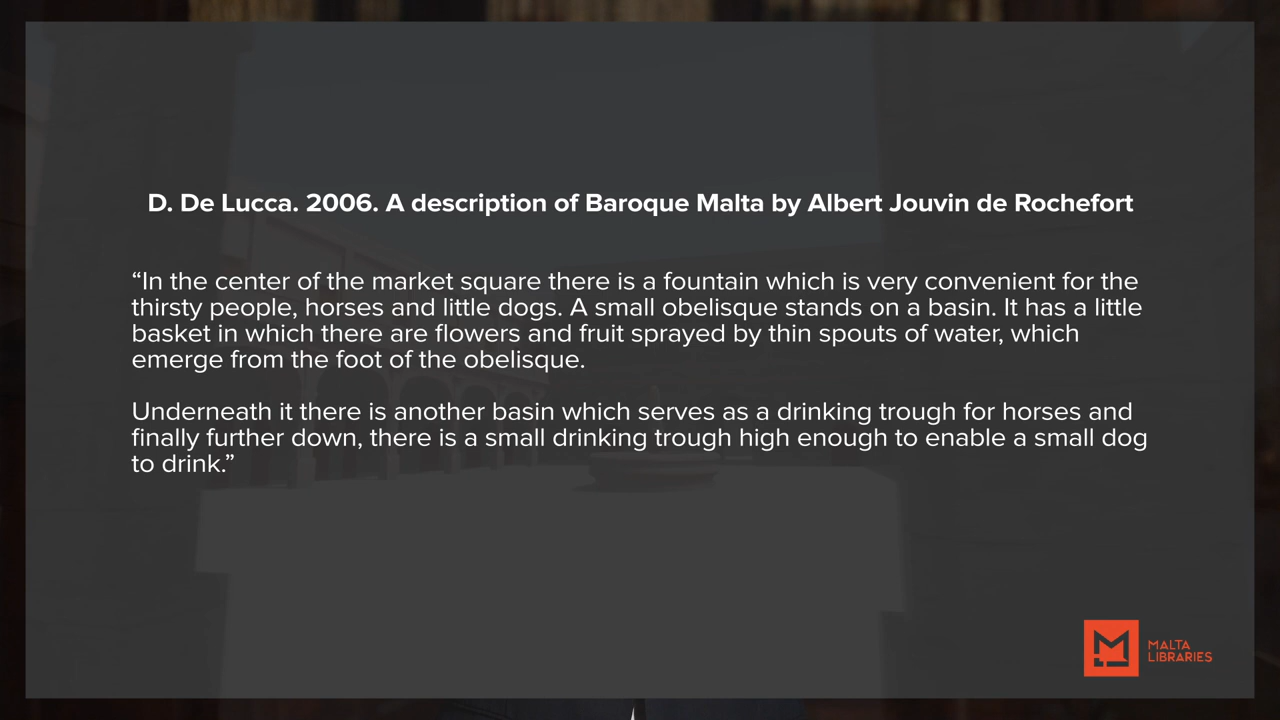 D. De Lucca. 2006. A description of Baroque Malta by Albert Jouvin de Rochefort
“In the center of the market square there is a fountain which is very convenient for the
thirsty people, horses and little dogs. A small obelisque stands on a basin. It has a little
basket in which there are flowers and fruit sprayed by thin spouts of water, which
emerge from the foot of the obelisque.
Underneath it there is another basin which serves as a drinking trough for horses and
finally further down, there is a small drinking trough high enough to enable a small dog
to drink.”
MALTA
LIBRARIES